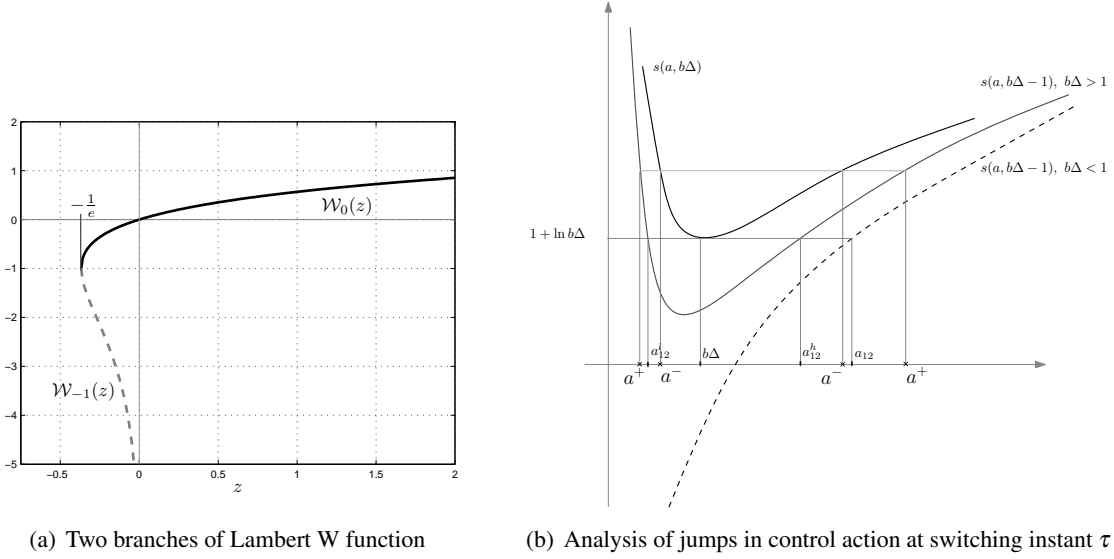 2
1
0
−1
−2
−3
−4
−5
−0.5
0
0.5
1
1.5
2
z
−1/e
𝒲₀(z)
𝒲₋₁(z)
(a) Two branches of Lambert W function
s(a, bΔ)
s(a, bΔ−1), bΔ > 1
s(a, bΔ−1), bΔ < 1
1 + ln bΔ
a⁺
a⁻
bΔ
aʰ₁₂
a⁻
a₁₂
a⁺
(b) Analysis of jumps in control action at switching instant τ